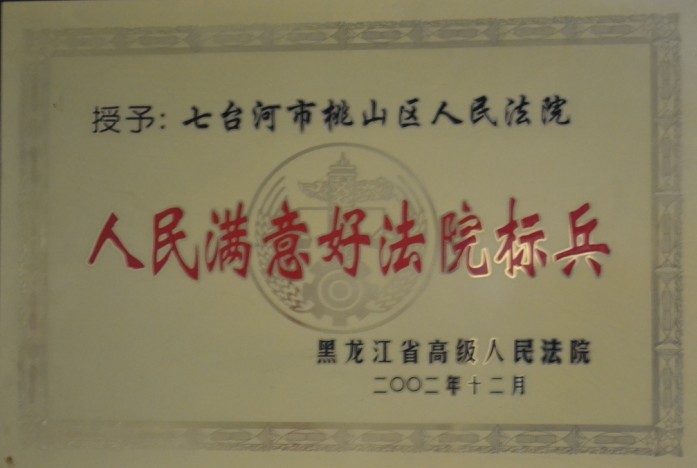 授予：七台河市桃山区人民法院
人民满意好法院标兵
黑龙江省高级人民法院
二〇〇二年十二月